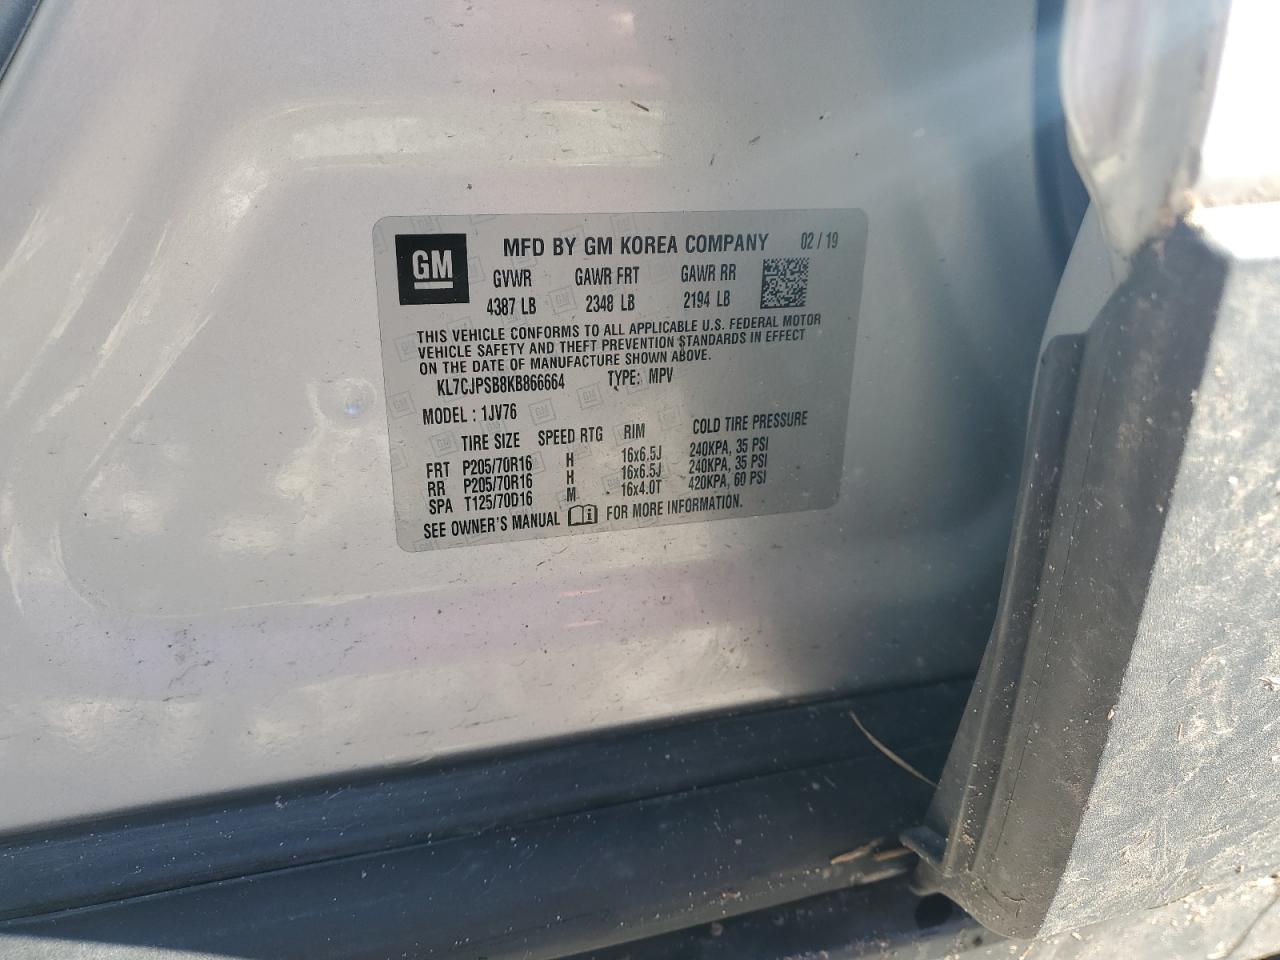 GM
MFD BY GM KOREA COMPANY 02 / 19
GVWR GAWR FRT GAWR RR
4387 LB 2348 LB 2194 LB
THIS VEHICLE CONFORMS TO ALL APPLICABLE U.S. FEDERAL MOTOR
VEHICLE SAFETY AND THEFT PREVENTION STANDARDS IN EFFECT
ON THE DATE OF MANUFACTURE SHOWN ABOVE.
KL7CJPSB8KB866664 TYPE: MPV
MODEL : 1JV76
TIRE SIZE SPEED RTG RIM COLD TIRE PRESSURE
FRT P205/70R16 H 16x6.5J 240KPA, 35 PSI
RR P205/70R16 H 16x6.5J 240KPA, 35 PSI
SPA T125/70D16 M 16x4.0T 420KPA, 60 PSI
SEE OWNER'S MANUAL FOR MORE INFORMATION.